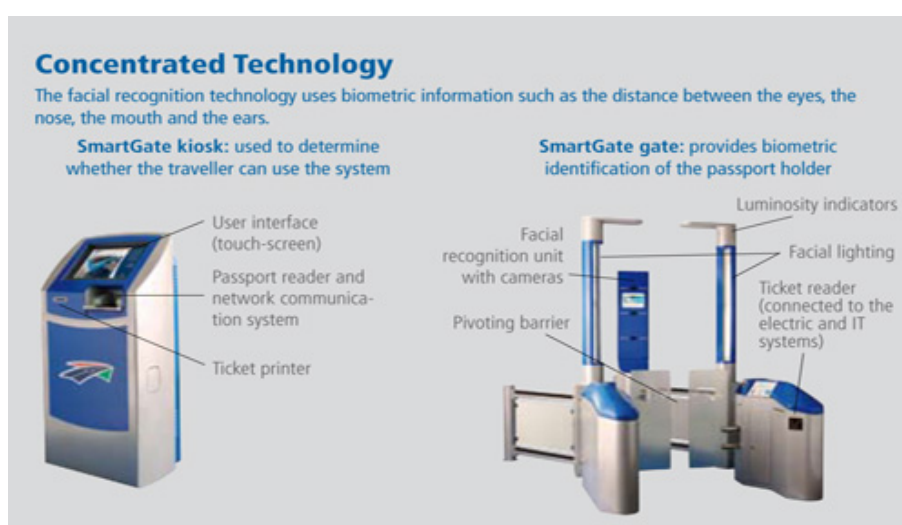 Concentrated Technology
The facial recognition technology uses biometric information such as the distance between the eyes, the
nose, the mouth and the ears.
SmartGate kiosk: used to determine
whether the traveller can use the system
User interface
(touch-screen)
Passport reader and
network communica-
tion system
Ticket printer
SmartGate gate: provides biometric
identification of the passport holder
Luminosity indicators
Facial
recognition unit
with cameras
Facial lighting
Ticket reader
(connected to the
electric and IT
systems)
Pivoting barrier